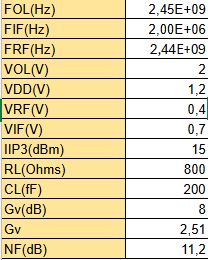 FOL(Hz) 2,45E+09
FIF(Hz) 2,00E+06
FRF(Hz) 2,44E+09
VOL(V) 2
VDD(V) 1,2
VRF(V) 0,4
VIF(V) 0,7
IIP3(dBm) 15
RL(Ohms) 800
CL(fF) 200
Gv(dB) 8
Gv 2,51
NF(dB) 11,2